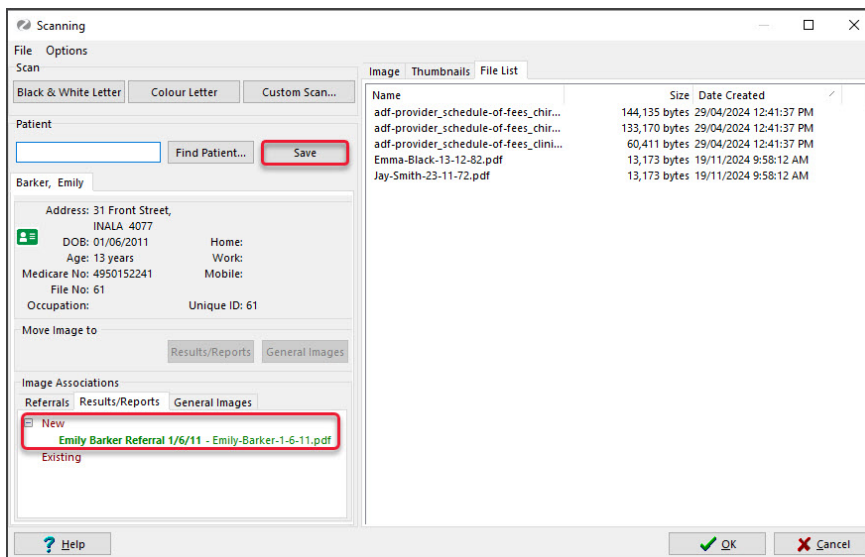 Scanning
File Options
Scan
Black & White Letter Colour Letter Custom Scan...
Patient
Find Patient... Save
Barker, Emily
Address: 31 Front Street,
INALA 4077
DOB: 01/06/2011 Home:
Age: 13 years Work:
Medicare No: 4950152241 Mobile:
File No: 61
Occupation: Unique ID: 61
Move Image to
Results/Reports General Images
Image Associations
Referrals Results/Reports General Images
New
Emily Barker Referral 1/6/11 - Emily-Barker-1-6-11.pdf
Existing
Image Thumbnails File List
Name Size Date Created
adf-provider_schedule-of-fees_chir... 144,135 bytes 29/04/2024 12:41:37 PM
adf-provider_schedule-of-fees_chir... 133,170 bytes 29/04/2024 12:41:37 PM
adf-provider_schedule-of-fees_clini... 60,411 bytes 29/04/2024 12:41:37 PM
Emma-Black-13-12-82.pdf 13,173 bytes 19/11/2024 9:58:12 AM
Jay-Smith-23-11-72.pdf 13,173 bytes 19/11/2024 9:58:12 AM
? Help OK Cancel